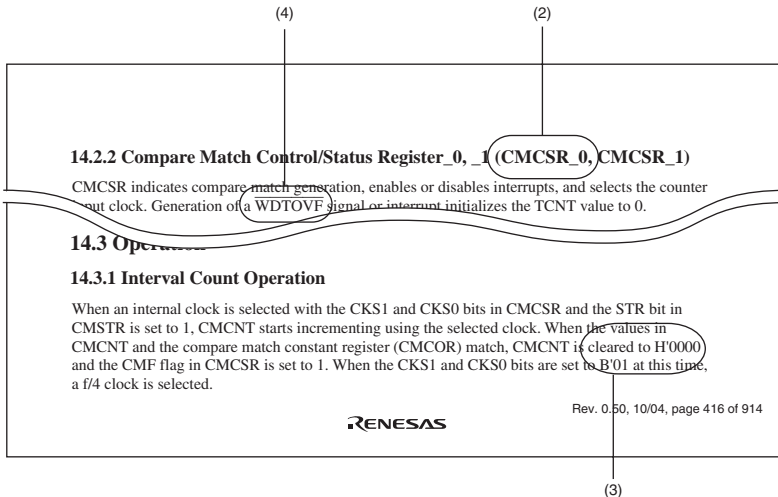 (4) (2)
14.2.2 Compare Match Control/Status Register_0, _1 (CMCSR_0, CMCSR_1)
CMCSR indicates compare match generation, enables or disables interrupts, and selects the counter
input clock. Generation of a WDTOVF signal or interrupt initializes the TCNT value to 0.
14.3 Operation
14.3.1 Interval Count Operation
When an internal clock is selected with the CKS1 and CKS0 bits in CMCSR and the STR bit in
CMSTR is set to 1, CMCNT starts incrementing using the selected clock. When the values in
CMCNT and the compare match constant register (CMCOR) match, CMCNT is cleared to H'0000
and the CMF flag in CMCSR is set to 1. When the CKS1 and CKS0 bits are set to B'01 at this time,
a f/4 clock is selected.
Rev. 0.50, 10/04, page 416 of 914
RENESAS
(3)